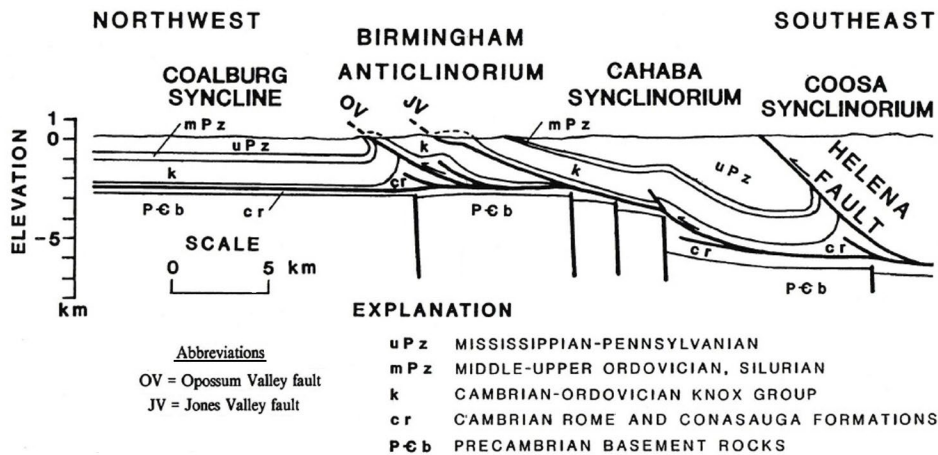 NORTHWEST
SOUTHEAST
BIRMINGHAM
ANTICLINORIUM
COALBURG
SYNCLINE
CAHABA
SYNCLINORIUM
COOSA
SYNCLINORIUM
OV
JV
mPz
mPz
1
0
-5
km
ELEVATION
uPz
k
k
k
uPz
HELENA
FAULT
cr
cr
cr
cr
P€b
P€b
P€b
SCALE
0 5 km
EXPLANATION
uPz MISSISSIPPIAN-PENNSYLVANIAN
mPz MIDDLE-UPPER ORDOVICIAN, SILURIAN
k CAMBRIAN-ORDOVICIAN KNOX GROUP
cr CAMBRIAN ROME AND CONASAUGA FORMATIONS
P€b PRECAMBRIAN BASEMENT ROCKS
Abbreviations
OV = Opossum Valley fault
JV = Jones Valley fault